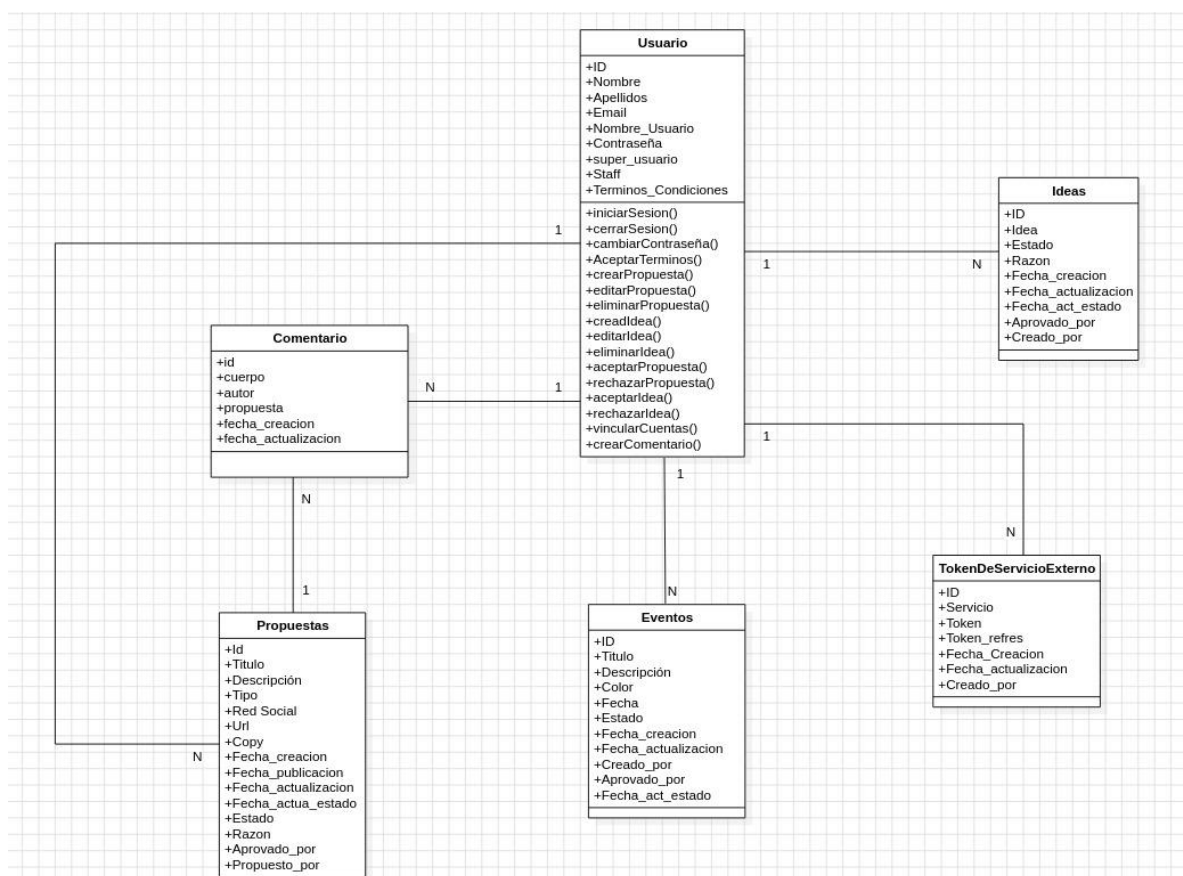 Usuario
+ID
+Nombre
+Apellidos
+Email
+Nombre_Usuario
+Contraseña
+super_usuario
+Staff
+Terminos_Condiciones
+iniciarSesion()
+cerrarSesion()
+cambiarContraseña()
+AceptarTerminos()
+crearPropuesta()
+editarPropuesta()
+eliminarPropuesta()
+creadIdea()
+editarIdea()
+eliminarIdea()
+aceptarPropuesta()
+rechazarPropuesta()
+aceptarIdea()
+rechazarIdea()
+vincularCuentas()
+crearComentario()
1
1
N
Ideas
+ID
+Idea
+Estado
+Razon
+Fecha_creacion
+Fecha_actualizacion
+Fecha_act_estado
+Aprovado_por
+Creado_por
Comentario
+id
+cuerpo
+autor
+propuesta
+fecha_creacion
+fecha_actualizacion
N
1
1
1
N
N
1
N
N
Propuestas
+Id
+Titulo
+Descripción
+Tipo
+Red Social
+Url
+Copy
+Fecha_creacion
+Fecha_publicacion
+Fecha_actualizacion
+Fecha_actua_estado
+Estado
+Razon
+Aprovado_por
+Propuesto_por
Eventos
+ID
+Titulo
+Descripción
+Color
+Fecha
+Estado
+Fecha_creacion
+Fecha_actualizacion
+Creado_por
+Aprovado_por
+Fecha_act_estado
TokenDeServicioExterno
+ID
+Servicio
+Token
+Token_refres
+Fecha_Creacion
+Fecha_actualizacion
+Creado_por